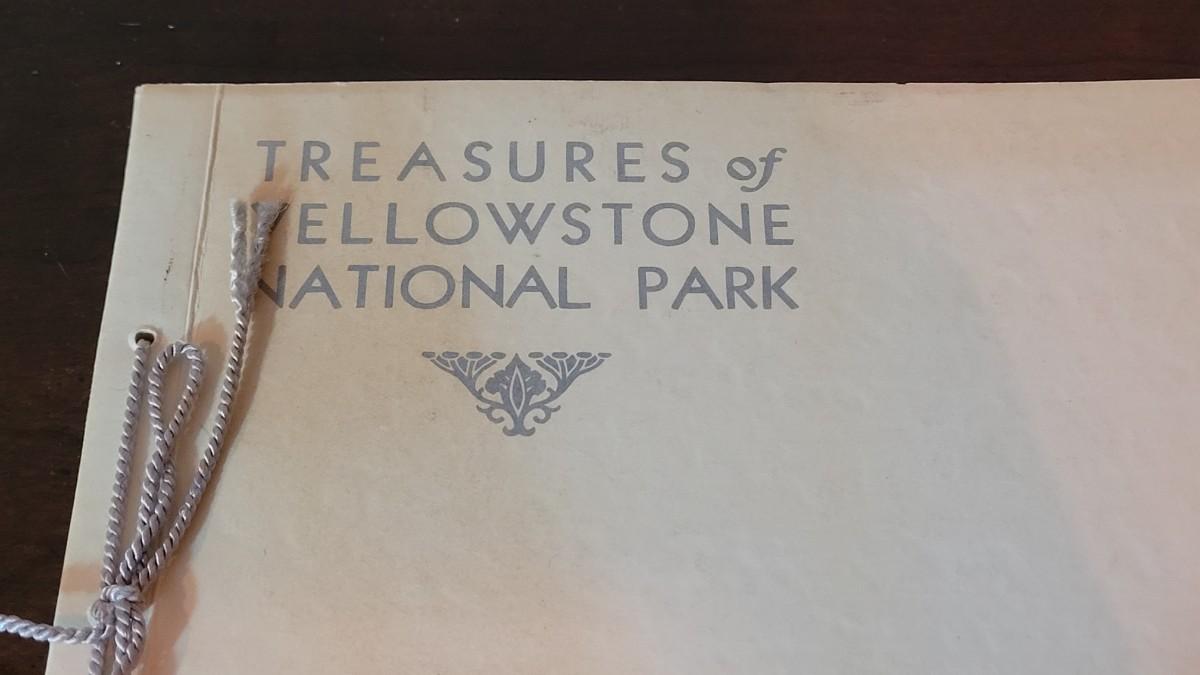 TREASURES of
YELLOWSTONE
NATIONAL PARK